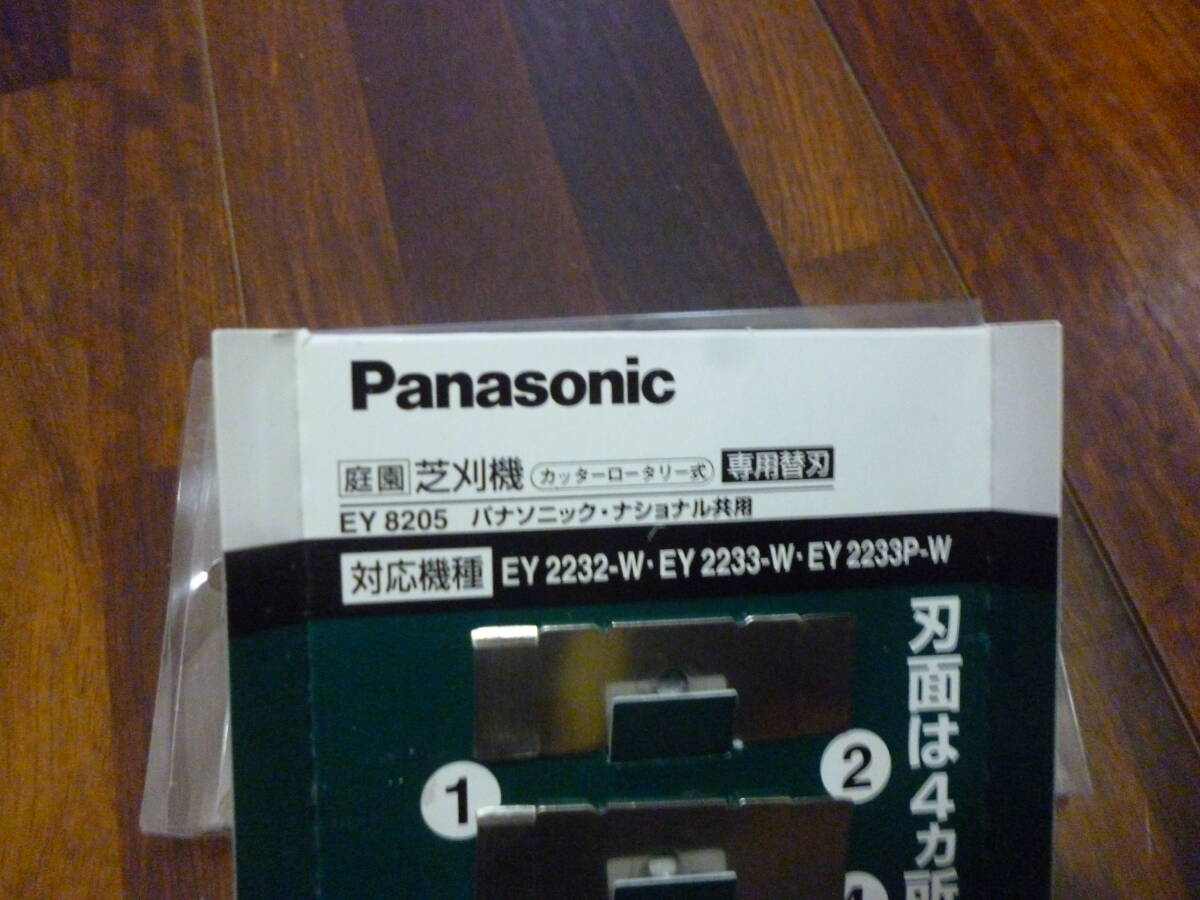 Panasonic
庭園 芝刈機 カッターロータリー式 専用替刃
EY 8205 パナソニック・ナショナル共用
対応機種 EY 2232-W・EY 2233-W・EY 2233P-W
刃面は4カ所
1
2